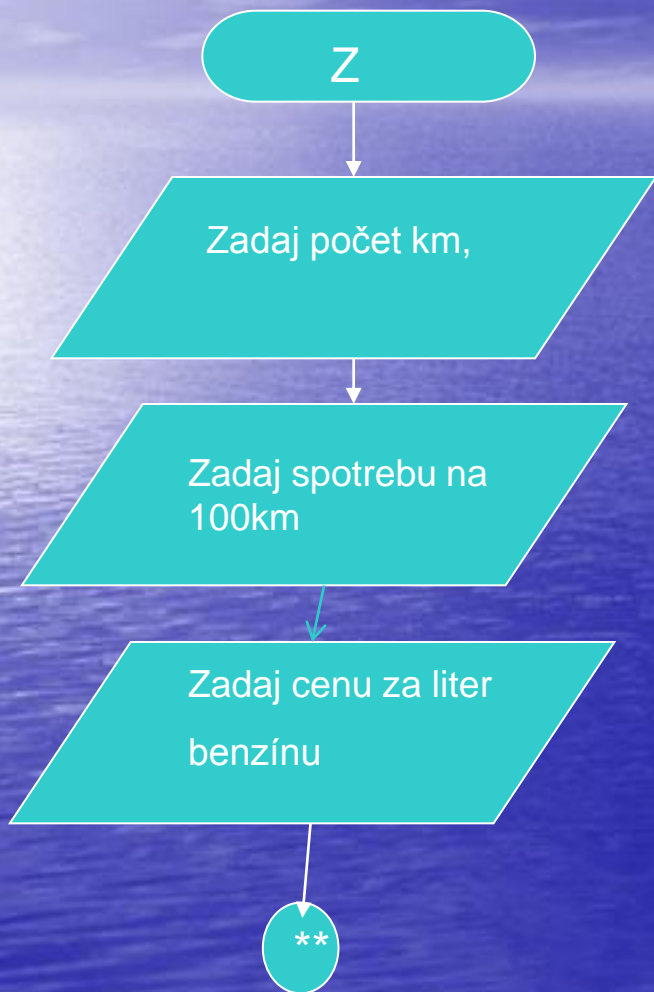 Z
Zadaj počet km,
Zadaj spotrebu na
100km
Zadaj cenu za liter
benzínu
**